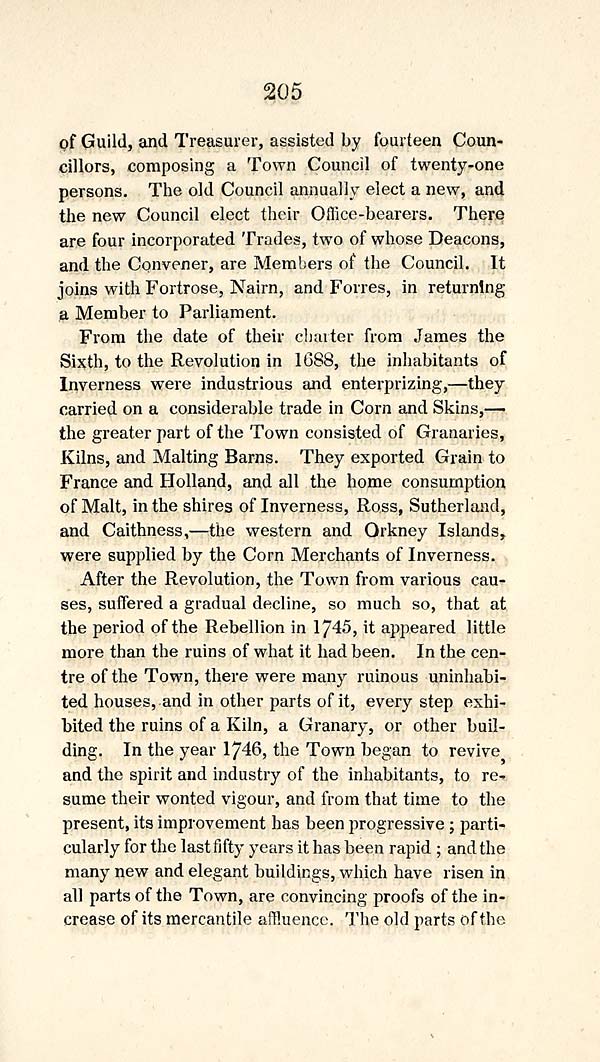 205
of Guild, and Treasurer, assisted by fourteen Coun-
cillors, composing a Town Council of twenty-one
persons. The old Council annually elect a new, and
the new Council elect their Office-bearers. There
are four incorporated Trades, two of whose Deacons,
and the Convener, are Members of the Council. It
joins with Fortrose, Nairn, and Forres, in returning
a Member to Parliament.
From the date of their charter from James the
Sixth, to the Revolution in 1688, the inhabitants of
Inverness were industrious and enterprizing,—they
carried on a considerable trade in Corn and Skins,—
the greater part of the Town consisted of Granaries,
Kilns, and Malting Barns. They exported Grain to
France and Holland, and all the home consumption
of Malt, in the shires of Inverness, Ross, Sutherland,
and Caithness,—the western and Orkney Islands,
were supplied by the Corn Merchants of Inverness.
After the Revolution, the Town from various cau-
ses, suffered a gradual decline, so much so, that at
the period of the Rebellion in 1745, it appeared little
more than the ruins of what it had been. In the cen-
tre of the Town, there were many ruinous uninhabi-
ted houses, and in other parts of it, every step exhi-
bited the ruins of a Kiln, a Granary, or other buil-
ding. In the year 1746, the Town began to revive,
and the spirit and industry of the inhabitants, to re-
sume their wonted vigour, and from that time to the
present, its improvement has been progressive ; parti-
cularly for the last fifty years it has been rapid ; and the
many new and elegant buildings, which have risen in
all parts of the Town, are convincing proofs of the in-
crease of its mercantile affluence. The old parts of the